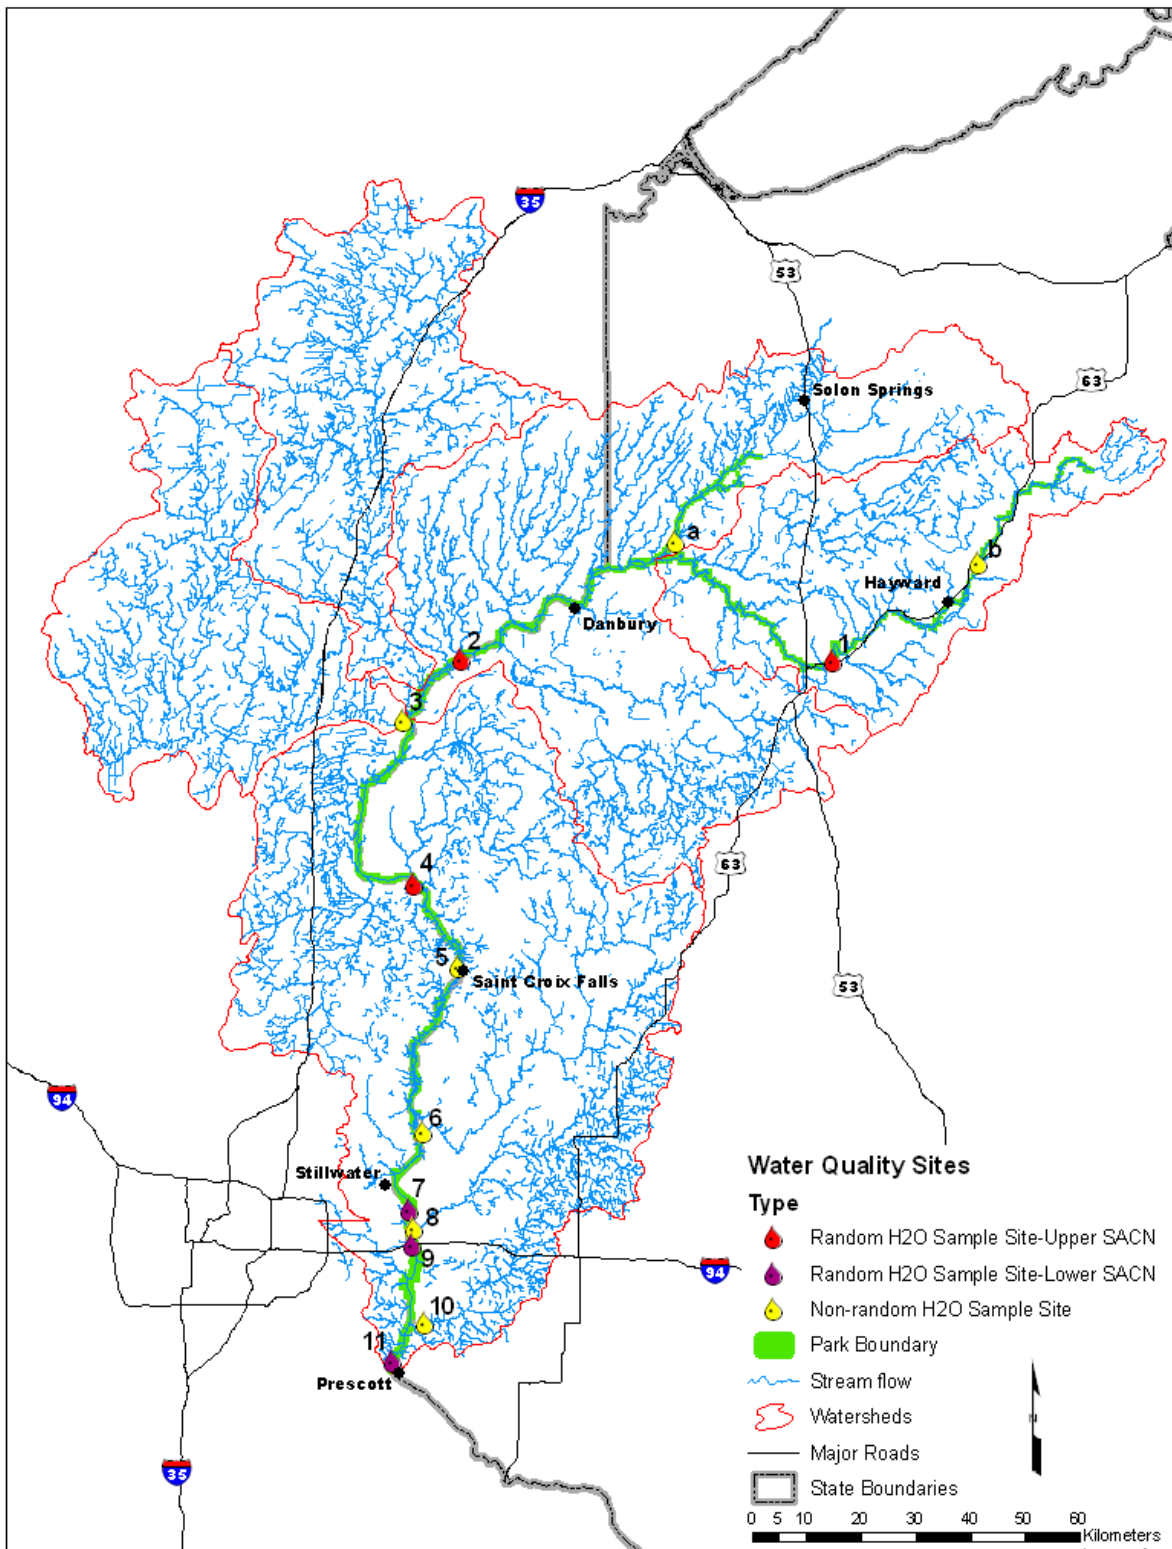 35
53
63
Solon Springs
a
b
Hayward
Danbury
2
1
3
63
4
5
Saint Croix Falls
53
94
6
Stillwater
7
8
9
94
10
11
Prescott
35
Water Quality Sites
Type
Random H2O Sample Site-Upper SACN
Random H2O Sample Site-Lower SACN
Non-random H2O Sample Site
Park Boundary
Stream flow
Watersheds
Major Roads
State Boundaries
N
0 5 10 20 30 40 50 60
Kilometers